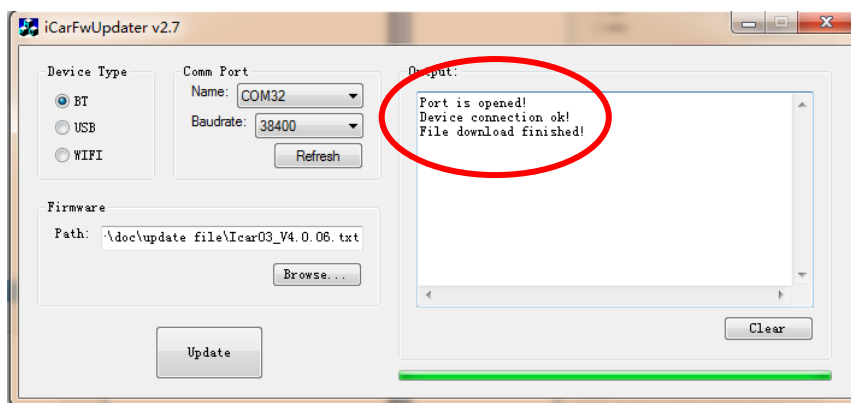 iCarFwUpdater v2.7
Device Type
BT
USB
WIFI
Comm Port
Name: COM32
Baudrate: 38400
Refresh
Firmware
Path: \doc\update file\Icar03_V4.0.06.txt
Browse...
Update
Output:
Port is opened!
Device connection ok!
File download finished!
Clear